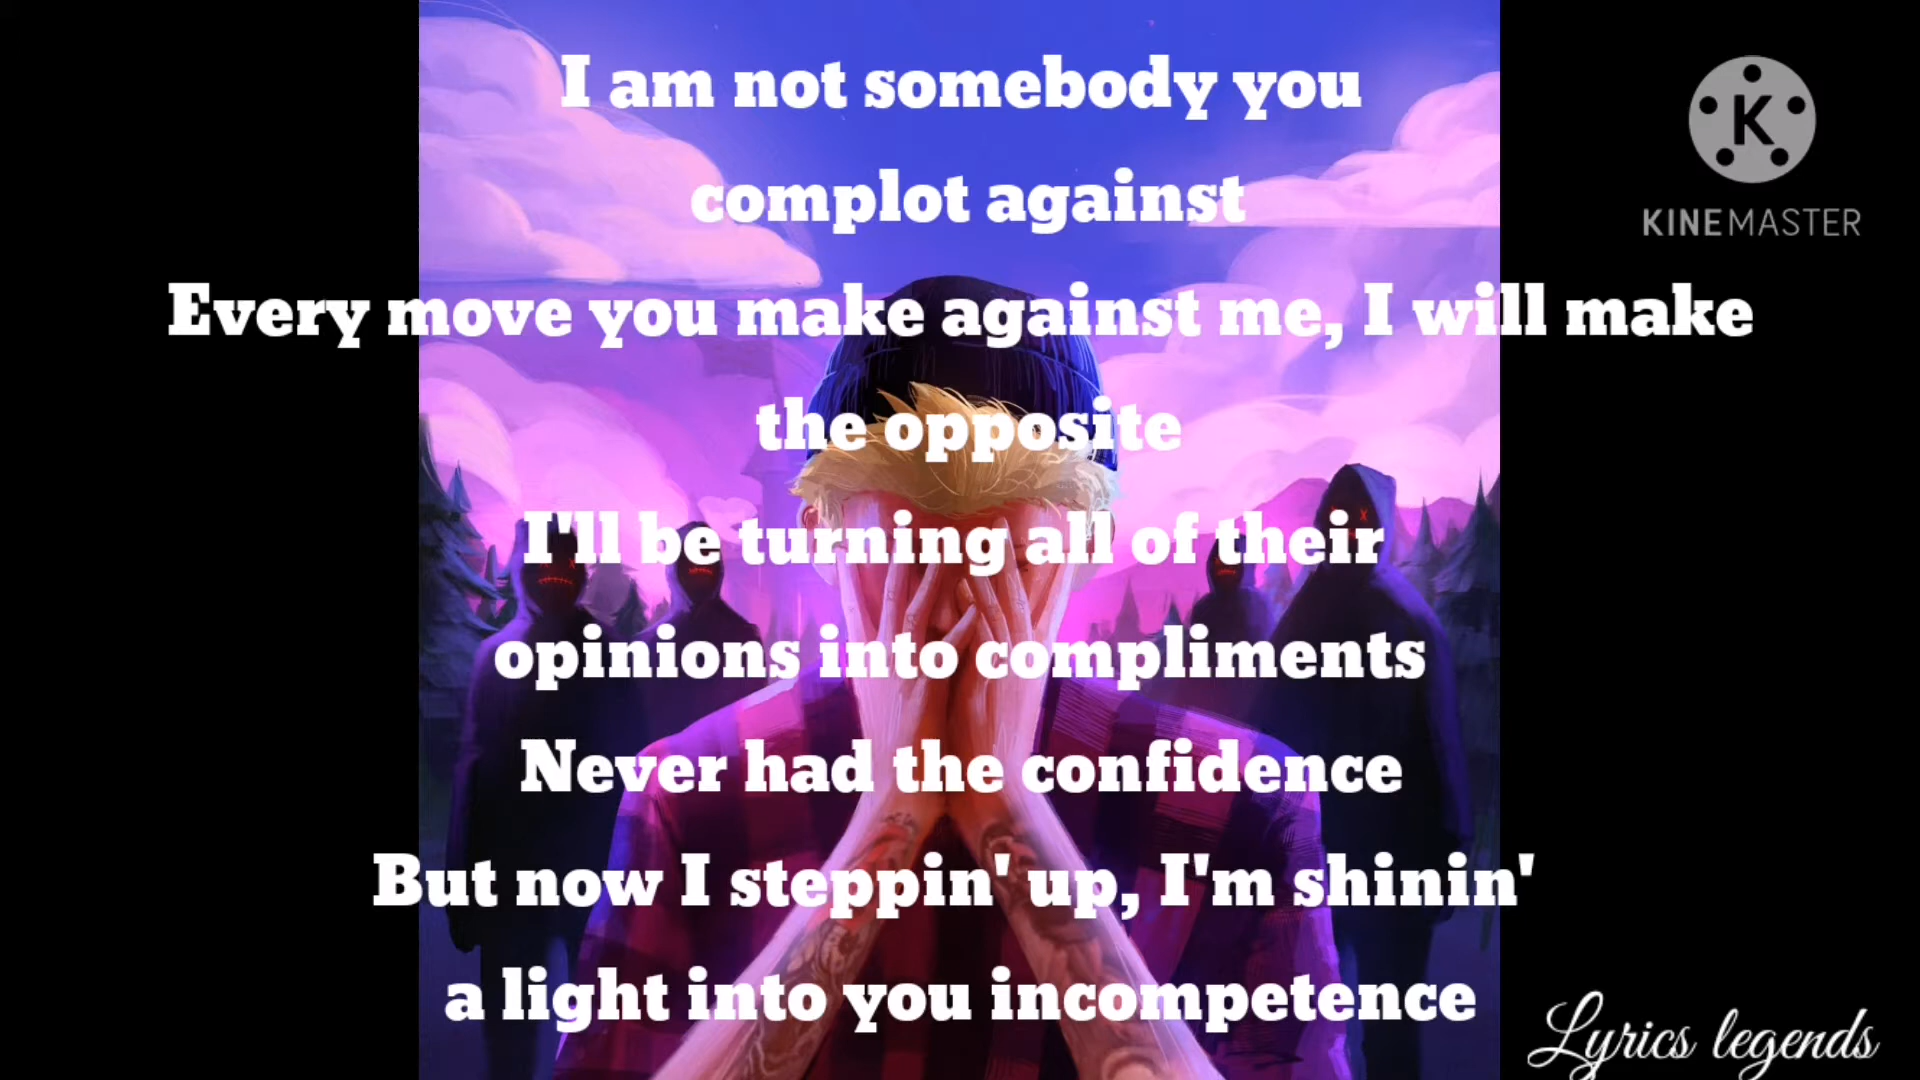 I am not somebody you
complot against
Every move you make against me, I will make
the opposite
I'll be turning all of their
opinions into compliments
Never had the confidence
But now I steppin' up, I'm shinin'
a light into you incompetence
K
KINEMASTER
Lyrics legends